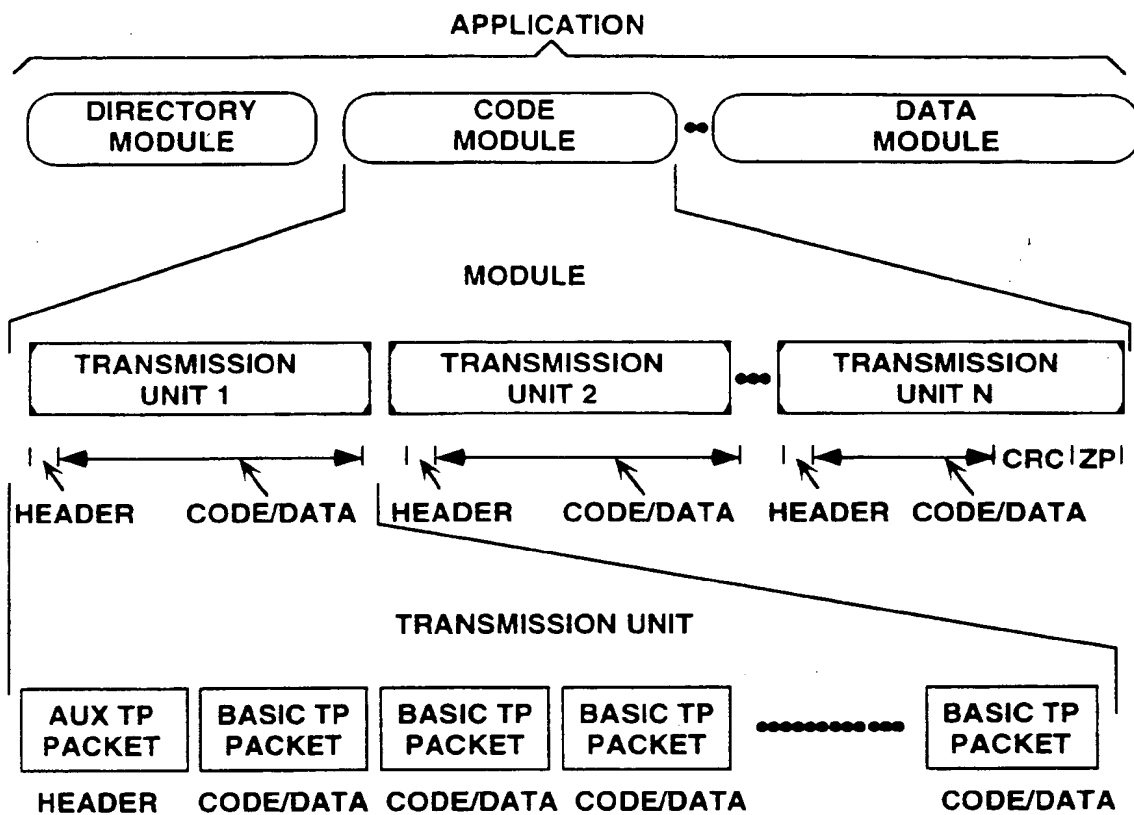 APPLICATION
DIRECTORY MODULE
CODE MODULE
DATA MODULE
MODULE
TRANSMISSION UNIT 1
TRANSMISSION UNIT 2
TRANSMISSION UNIT N
CRC ZP
HEADER CODE/DATA HEADER CODE/DATA HEADER CODE/DATA
TRANSMISSION UNIT
AUX TP PACKET
BASIC TP PACKET
BASIC TP PACKET
BASIC TP PACKET
BASIC TP PACKET
HEADER CODE/DATA CODE/DATA CODE/DATA CODE/DATA